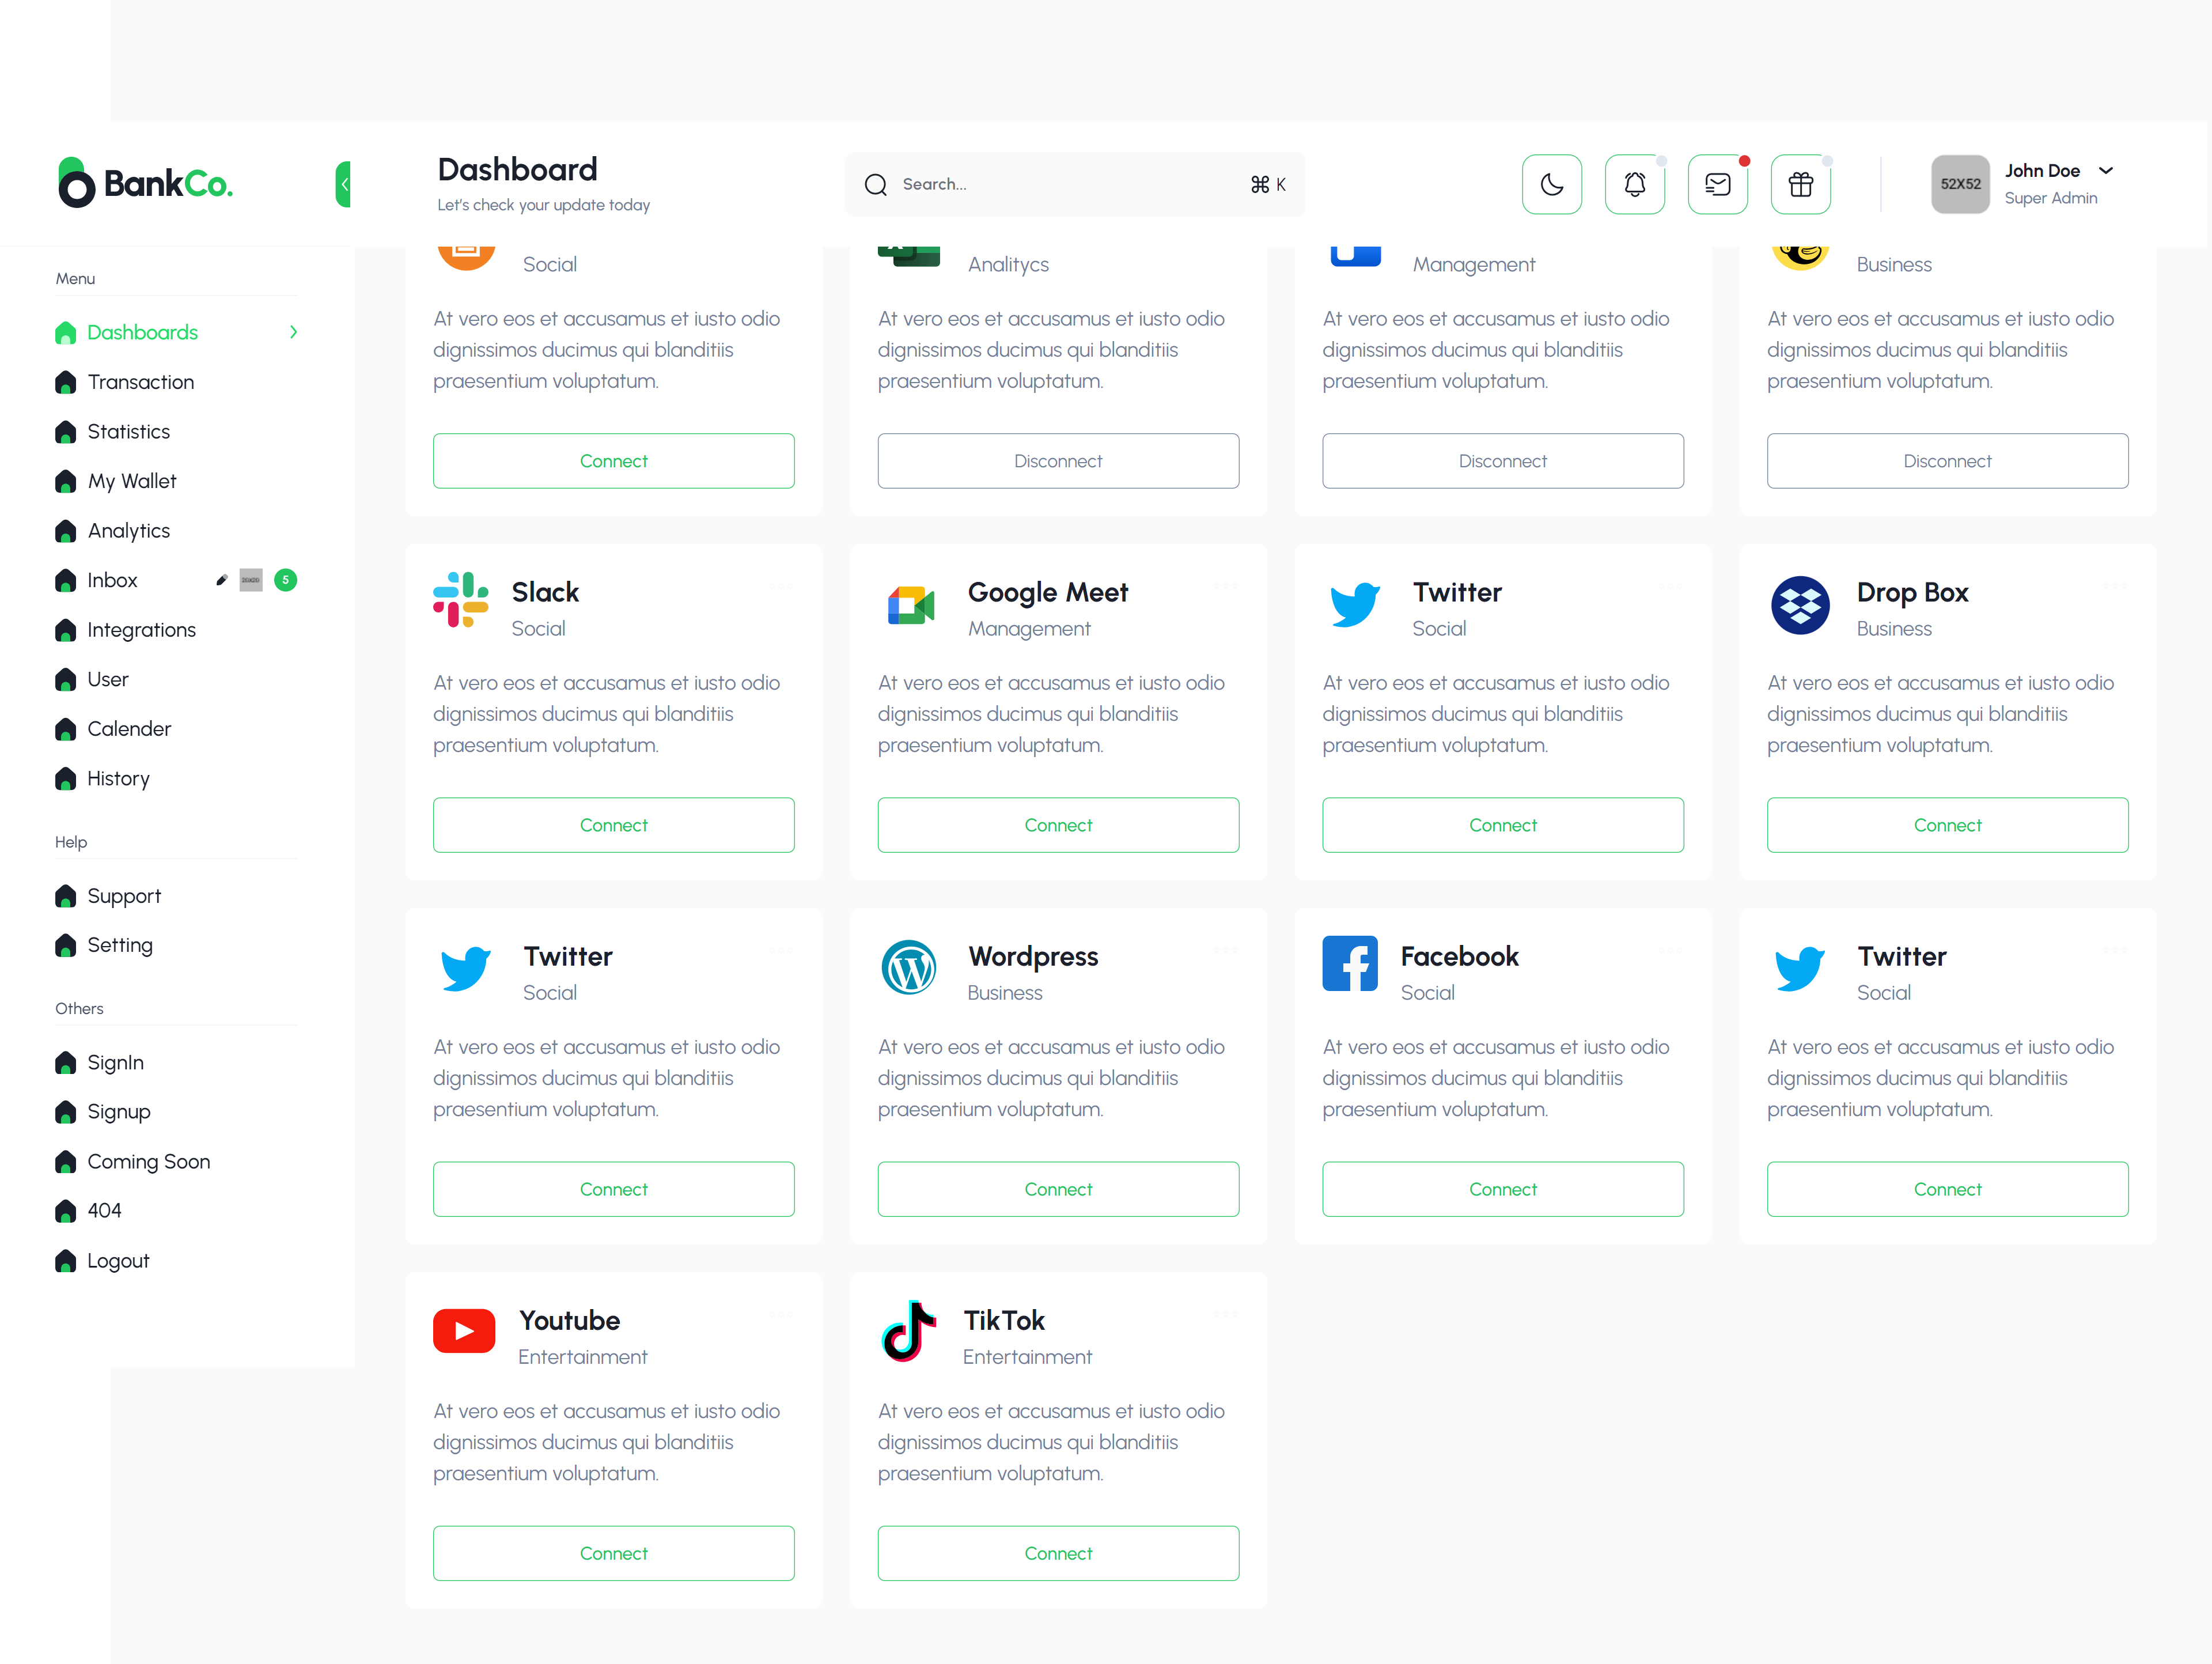 BankCo.
Dashboard
Let's check your update today
Search...
⌘ K
52X52
John Doe
Super Admin
Menu
Dashboards
Transaction
Statistics
My Wallet
Analytics
Inbox
5
Integrations
User
Calender
History
Help
Support
Setting
Others
SignIn
Signup
Coming Soon
404
Logout
Social
At vero eos et accusamus et iusto odio
dignissimos ducimus qui blanditiis
praesentium voluptatum.
Connect
Analitycs
At vero eos et accusamus et iusto odio
dignissimos ducimus qui blanditiis
praesentium voluptatum.
Disconnect
Management
At vero eos et accusamus et iusto odio
dignissimos ducimus qui blanditiis
praesentium voluptatum.
Disconnect
Business
At vero eos et accusamus et iusto odio
dignissimos ducimus qui blanditiis
praesentium voluptatum.
Disconnect
Slack
Social
At vero eos et accusamus et iusto odio
dignissimos ducimus qui blanditiis
praesentium voluptatum.
Connect
Google Meet
Management
At vero eos et accusamus et iusto odio
dignissimos ducimus qui blanditiis
praesentium voluptatum.
Connect
Twitter
Social
At vero eos et accusamus et iusto odio
dignissimos ducimus qui blanditiis
praesentium voluptatum.
Connect
Drop Box
Business
At vero eos et accusamus et iusto odio
dignissimos ducimus qui blanditiis
praesentium voluptatum.
Connect
Twitter
Social
At vero eos et accusamus et iusto odio
dignissimos ducimus qui blanditiis
praesentium voluptatum.
Connect
Wordpress
Business
At vero eos et accusamus et iusto odio
dignissimos ducimus qui blanditiis
praesentium voluptatum.
Connect
Facebook
Social
At vero eos et accusamus et iusto odio
dignissimos ducimus qui blanditiis
praesentium voluptatum.
Connect
Twitter
Social
At vero eos et accusamus et iusto odio
dignissimos ducimus qui blanditiis
praesentium voluptatum.
Connect
Youtube
Entertainment
At vero eos et accusamus et iusto odio
dignissimos ducimus qui blanditiis
praesentium voluptatum.
Connect
TikTok
Entertainment
At vero eos et accusamus et iusto odio
dignissimos ducimus qui blanditiis
praesentium voluptatum.
Connect